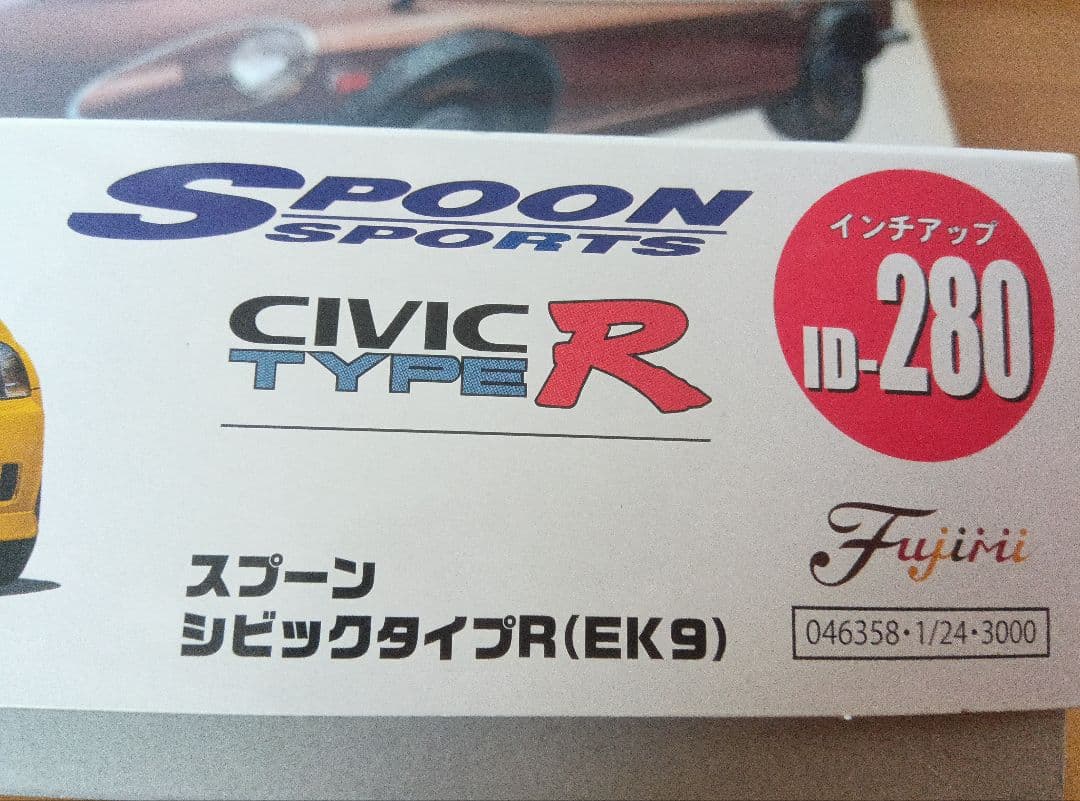 SPOON
SPORTS
CIVIC
TYPE R
インチアップ
ID-280
スプーン
シビックタイプR(EK9)
Fujimi
046358・1/24・3000